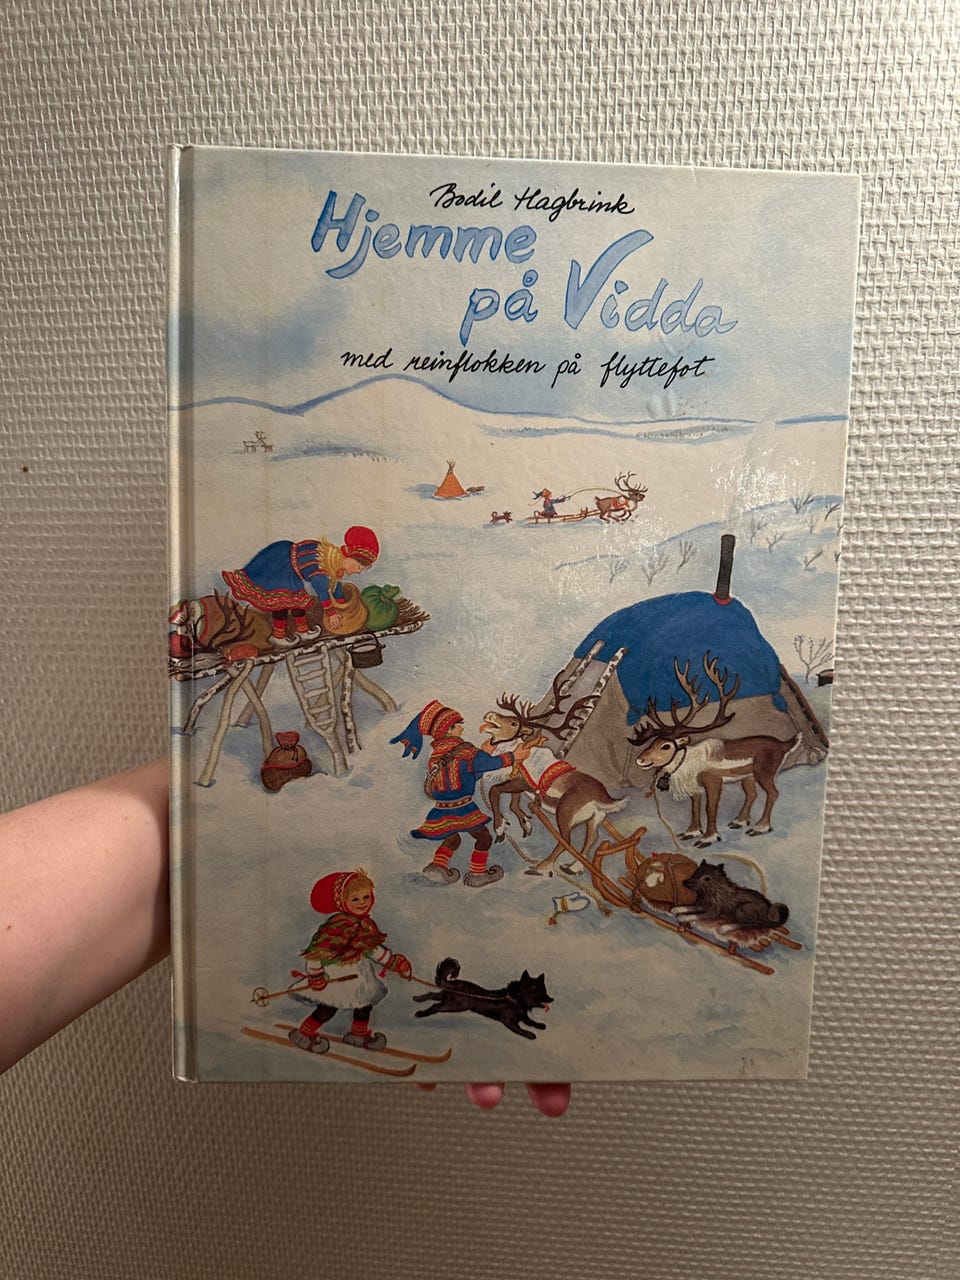 Bodil Hagbrink
Hjemme
på Vidda
med reinflokken på flyttefot